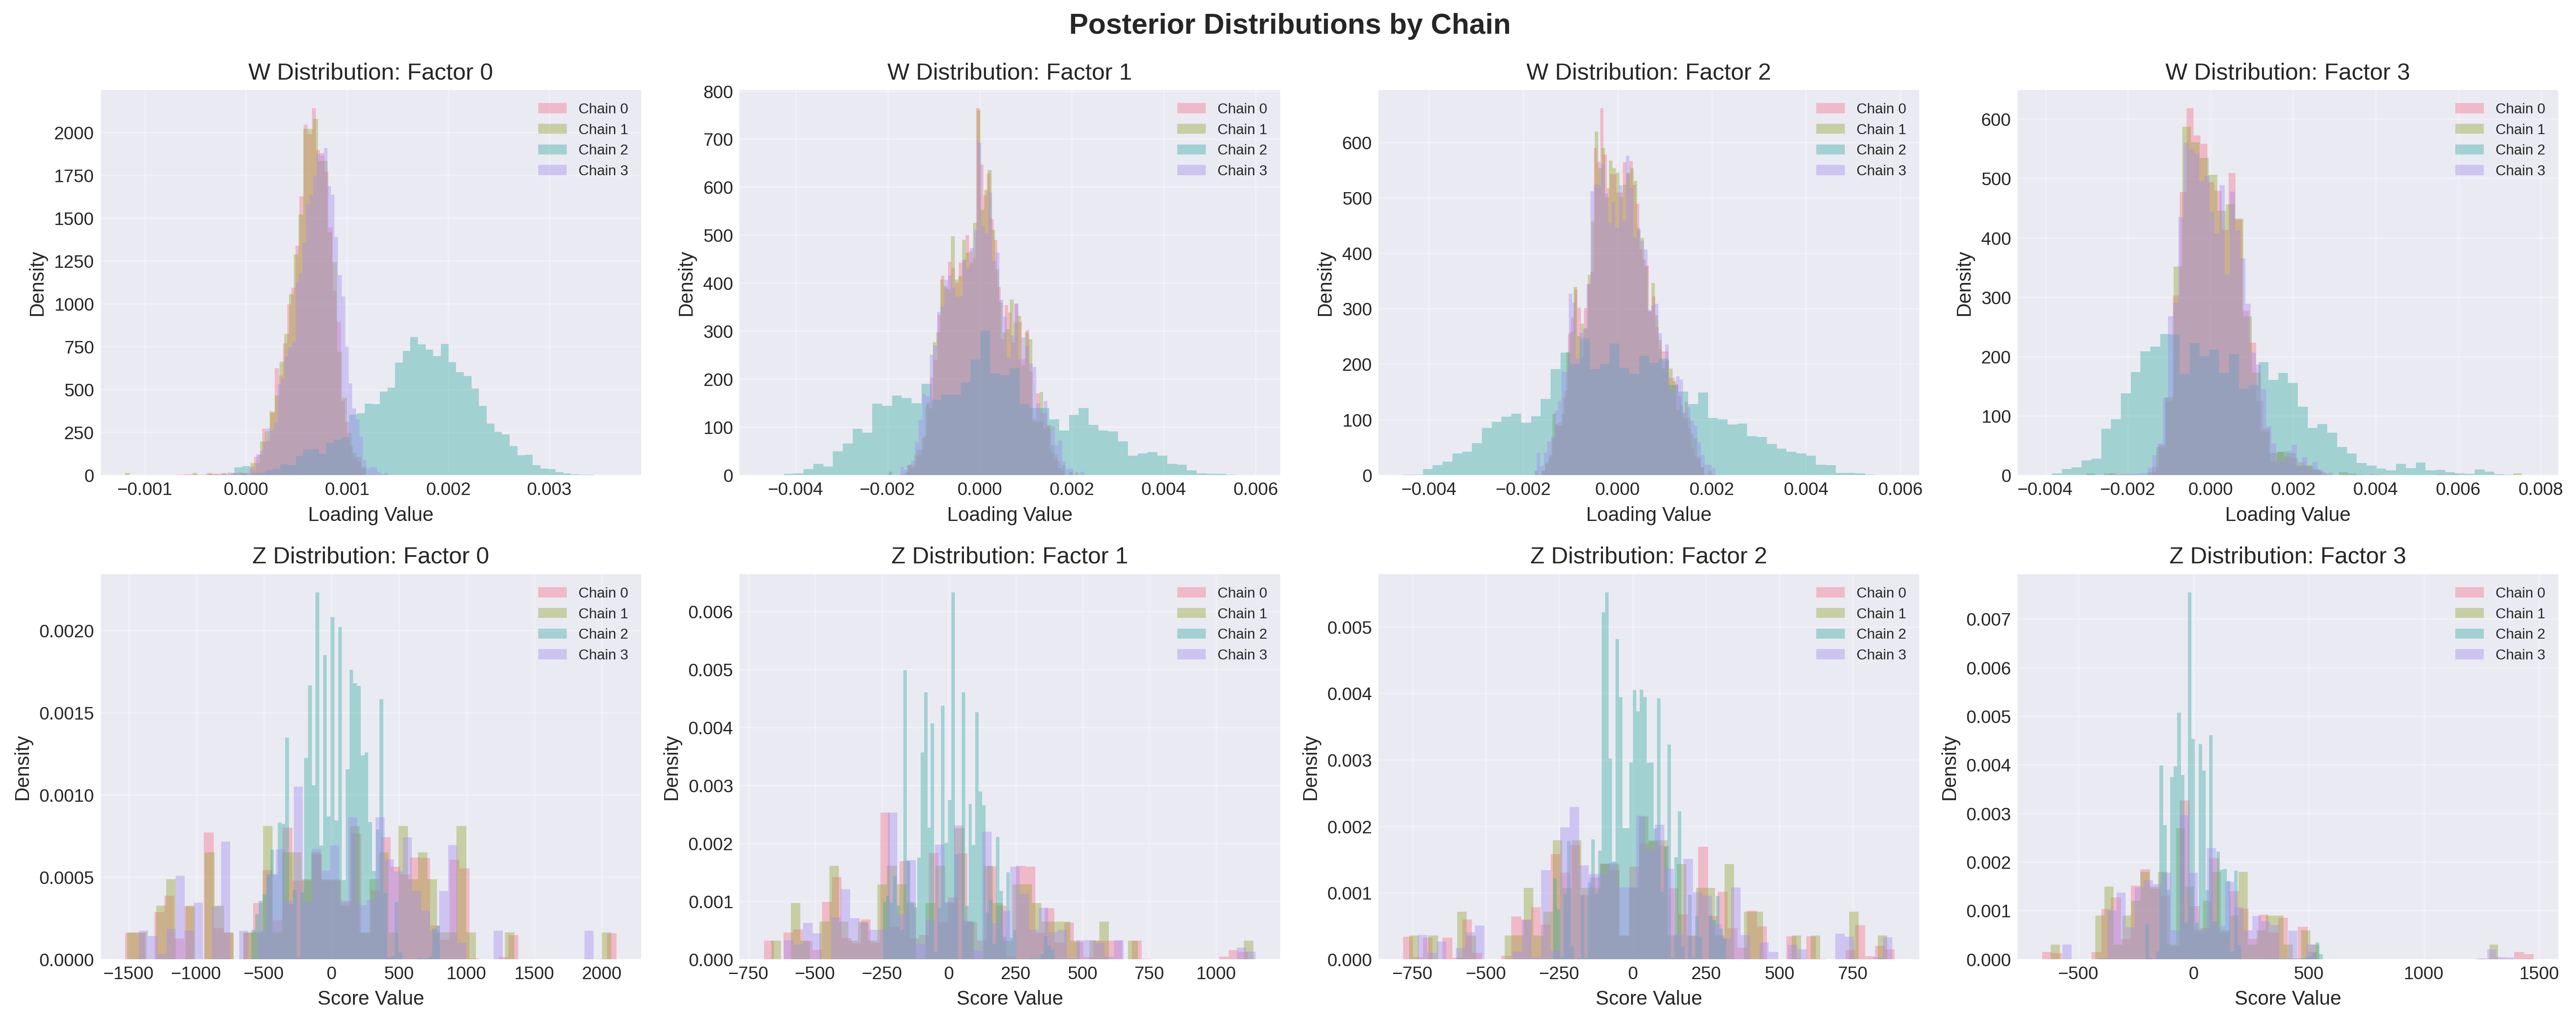 Posterior Distributions by Chain
W Distribution: Factor 0
Chain 0
Chain 1
Chain 2
Chain 3
2000
1750
1500
1250
1000
750
500
250
0
Density
−0.001 0.000 0.001 0.002 0.003
Loading Value
W Distribution: Factor 1
Chain 0
Chain 1
Chain 2
Chain 3
800
700
600
500
400
300
200
100
0
Density
−0.004 −0.002 0.000 0.002 0.004 0.006
Loading Value
W Distribution: Factor 2
Chain 0
Chain 1
Chain 2
Chain 3
600
500
400
300
200
100
0
Density
−0.004 −0.002 0.000 0.002 0.004 0.006
Loading Value
W Distribution: Factor 3
Chain 0
Chain 1
Chain 2
Chain 3
600
500
400
300
200
100
0
Density
−0.004 −0.002 0.000 0.002 0.004 0.006 0.008
Loading Value
Z Distribution: Factor 0
Chain 0
Chain 1
Chain 2
Chain 3
0.0020
0.0015
0.0010
0.0005
0.0000
Density
−1500 −1000 −500 0 500 1000 1500 2000
Score Value
Z Distribution: Factor 1
Chain 0
Chain 1
Chain 2
Chain 3
0.006
0.005
0.004
0.003
0.002
0.001
0.000
Density
−750 −500 −250 0 250 500 750 1000
Score Value
Z Distribution: Factor 2
Chain 0
Chain 1
Chain 2
Chain 3
0.005
0.004
0.003
0.002
0.001
0.000
Density
−750 −500 −250 0 250 500 750
Score Value
Z Distribution: Factor 3
Chain 0
Chain 1
Chain 2
Chain 3
0.007
0.006
0.005
0.004
0.003
0.002
0.001
0.000
Density
−500 0 500 1000 1500
Score Value